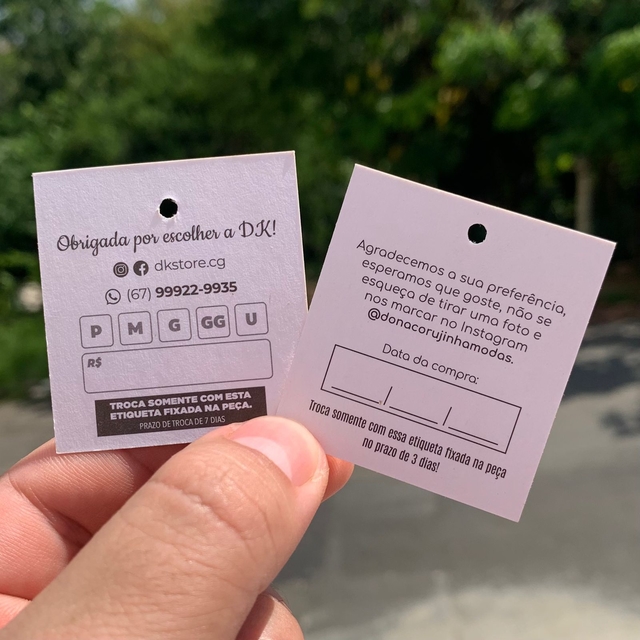 Obrigada por escolher a DK!
dkstore.cg
(67) 99922-9935
P M G GG U
R$
TROCA SOMENTE COM ESTA
ETIQUETA FIXADA NA PEÇA.
PRAZO DE TROCA DE 7 DIAS
Agradecemos a sua preferência,
esperamos que goste, não se
esqueça de tirar uma foto e
nos marcar no Instagram
@donacorujinhamodas.
Data da compra:
____/____/____
Troca somente com essa etiqueta fixada na peça
no prazo de 3 dias!